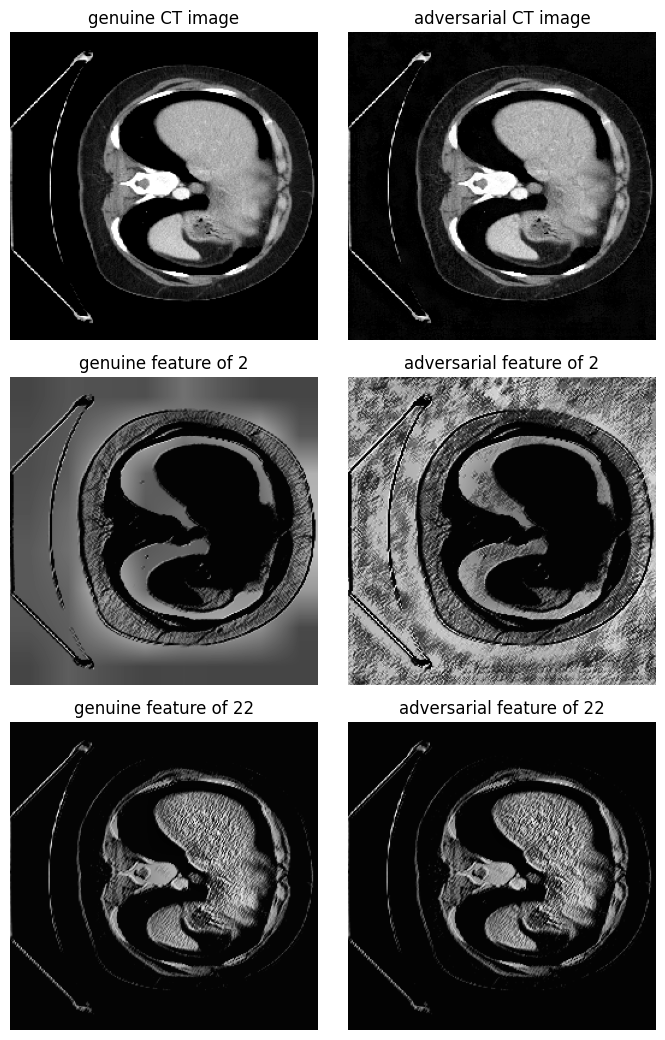 genuine CT image
adversarial CT image
genuine feature of 2
adversarial feature of 2
genuine feature of 22
adversarial feature of 22